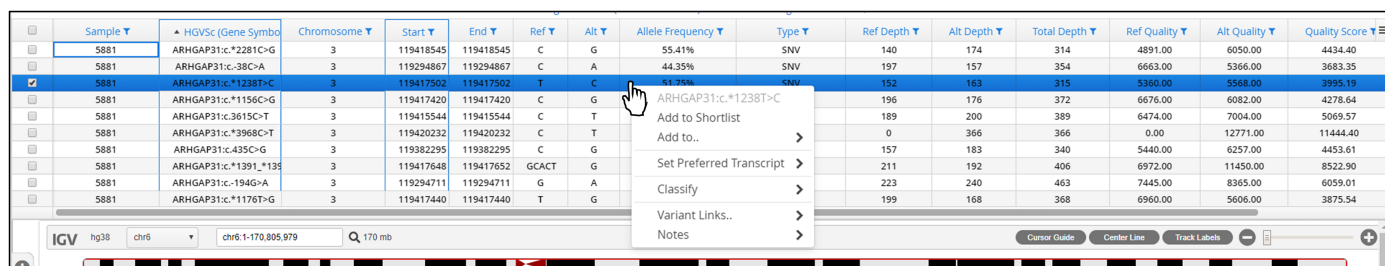 Sample HGVSc (Gene Symbo Chromosome Start End Ref Alt Allele Frequency Type Ref Depth Alt Depth Total Depth Ref Quality Alt Quality Quality Score
5881 ARHGAP31:c.*2281C>G 3 119418545 119418545 C G 55.41% SNV 140 174 314 4891.00 6050.00 4434.40
5881 ARHGAP31:c.-38C>A 3 119294867 119294867 C A 44.35% SNV 197 157 354 6663.00 5366.00 3683.35
5881 ARHGAP31:c.*1238T>C 3 119417502 119417502 T C 51.75% SNV 152 163 315 5360.00 5568.00 3995.19
5881 ARHGAP31:c.*1156C>G 3 119417420 119417420 C G 196 176 372 6676.00 6082.00 4278.64
5881 ARHGAP31:c.3615C>T 3 119415544 119415544 C T 189 200 389 6474.00 7004.00 5069.57
5881 ARHGAP31:c.*3968C>T 3 119420232 119420232 C T 0 366 366 0.00 12771.00 11444.40
5881 ARHGAP31:c.435C>G 3 119382295 119382295 C G 157 183 340 5440.00 6257.00 4453.61
5881 ARHGAP31:c.*1391_*139 3 119417648 119417652 GCACT G 211 192 406 6972.00 11450.00 8522.90
5881 ARHGAP31:c.-194G>A 3 119294711 119294711 G A 223 240 463 7445.00 8365.00 6059.01
5881 ARHGAP31:c.*1176T>G 3 119417440 119417440 T G 199 168 368 6960.00 5606.00 3875.54
ARHGAP31:c.*1238T>C
Add to Shortlist
Add to..
Set Preferred Transcript
Classify
Variant Links..
Notes
IGV hg38 chr6 chr6:1-170,805,979 170 mb Cursor Guide Center Line Track Labels